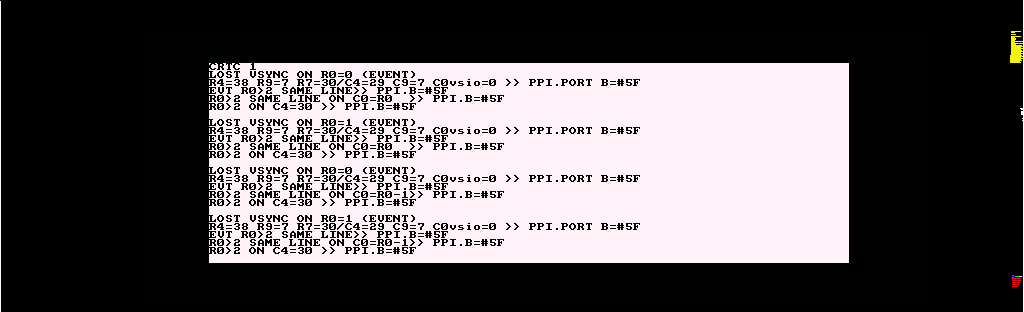 CRTC 1
LOST VSYNC ON R0=0 (EVENT)
R4=38 R9=7 R7=30/C4=29 C9=7 C0vsio=0 >> PPI.PORT B=#5F
EVT R0>2 SAME LINE>> PPI.B=#5F
R0>2 SAME LINE ON C0=R0  >> PPI.B=#5F
R0>2 ON C4=30 >> PPI.B=#5F
LOST VSYNC ON R0=1 (EVENT)
R4=38 R9=7 R7=30/C4=29 C9=7 C0vsio=0 >> PPI.PORT B=#5F
EVT R0>2 SAME LINE>> PPI.B=#5F
R0>2 SAME LINE ON C0=R0  >> PPI.B=#5F
R0>2 ON C4=30 >> PPI.B=#5F
LOST VSYNC ON R0=0 (EVENT)
R4=38 R9=7 R7=30/C4=29 C9=7 C0vsio=0 >> PPI.PORT B=#5F
EVT R0>2 SAME LINE>> PPI.B=#5F
R0>2 SAME LINE ON C0=R0-1>> PPI.B=#5F
R0>2 ON C4=30 >> PPI.B=#5F
LOST VSYNC ON R0=1 (EVENT)
R4=38 R9=7 R7=30/C4=29 C9=7 C0vsio=0 >> PPI.PORT B=#5F
EVT R0>2 SAME LINE>> PPI.B=#5F
R0>2 SAME LINE ON C0=R0-1>> PPI.B=#5F
R0>2 ON C4=30 >> PPI.B=#5F